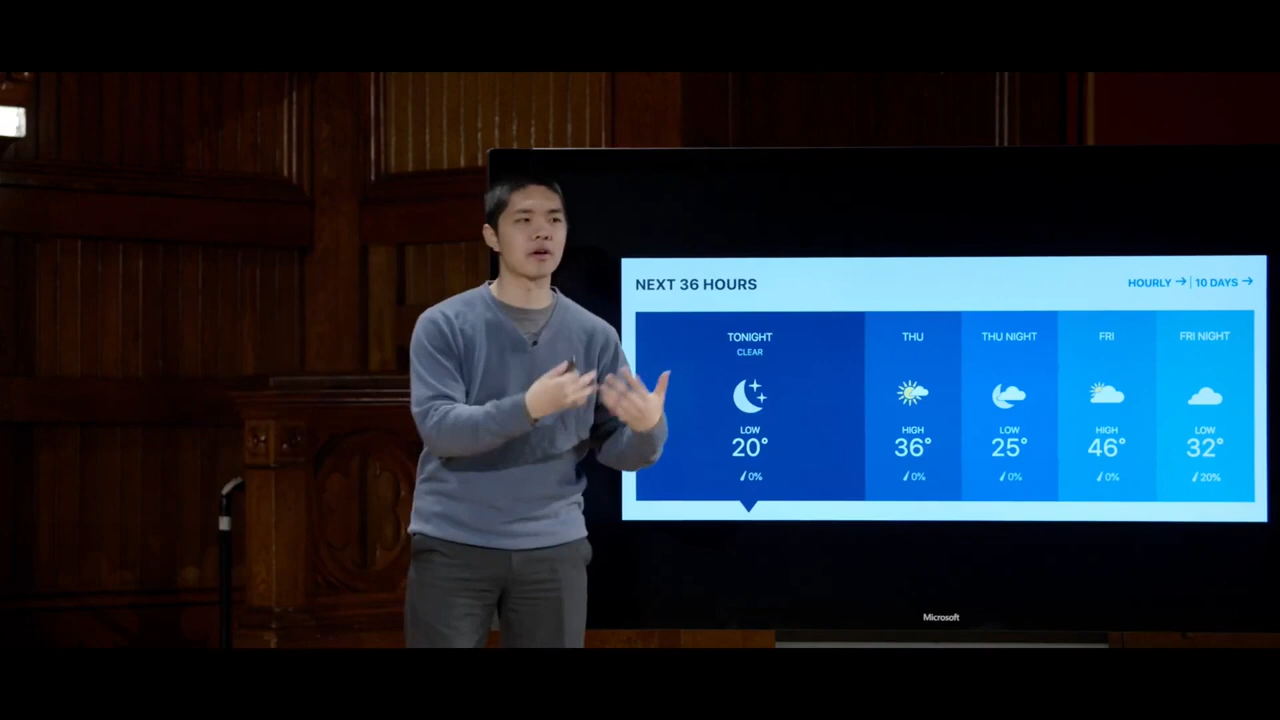 NEXT 36 HOURS
HOURLY → | 10 DAYS →
TONIGHT
CLEAR
LOW
20°
0%
THU
HIGH
36°
0%
THU NIGHT
LOW
25°
0%
FRI
HIGH
46°
0%
FRI NIGHT
LOW
32°
20%
Microsoft